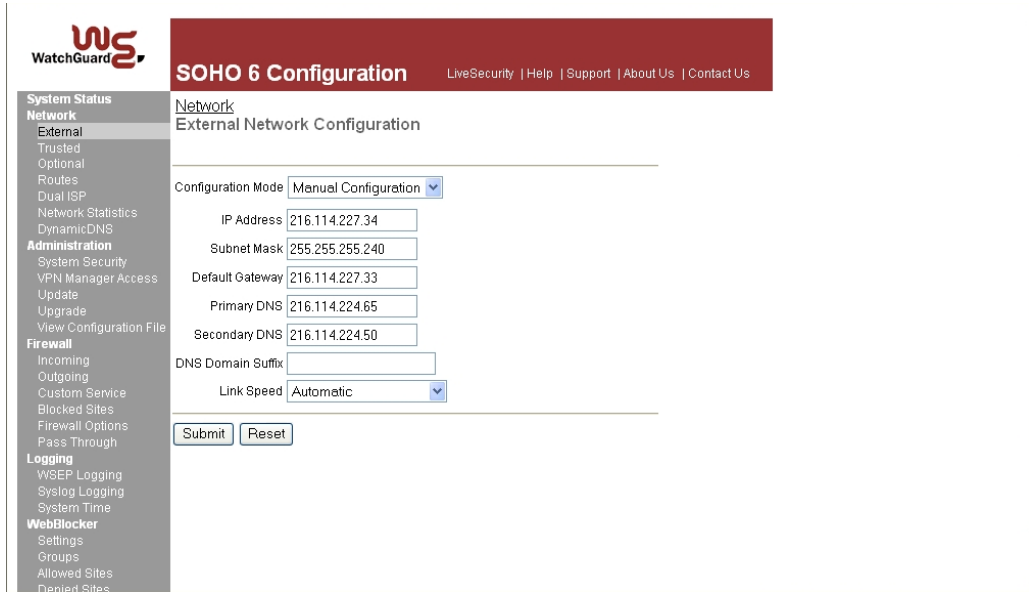 WatchGuard
SOHO 6 Configuration
LiveSecurity | Help | Support | About Us | Contact Us
System Status
Network
External
Trusted
Optional
Routes
Dual ISP
Network Statistics
DynamicDNS
Administration
System Security
VPN Manager Access
Update
Upgrade
View Configuration File
Firewall
Incoming
Outgoing
Custom Service
Blocked Sites
Firewall Options
Pass Through
Logging
WSEP Logging
Syslog Logging
System Time
WebBlocker
Settings
Groups
Allowed Sites
Denied Sites
Network
External Network Configuration
Configuration Mode Manual Configuration
IP Address 216.114.227.34
Subnet Mask 255.255.255.240
Default Gateway 216.114.227.33
Primary DNS 216.114.224.65
Secondary DNS 216.114.224.50
DNS Domain Suffix
Link Speed Automatic
Submit Reset